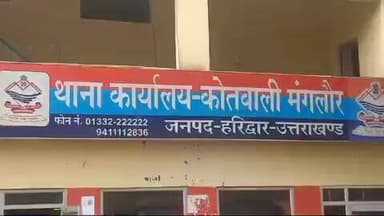 थाना कार्यालय-कोतवाली मंगलौर
फोन नं. 01332-222222
9411112836
जनपद-हरिद्वार-उत्तराखण्ड